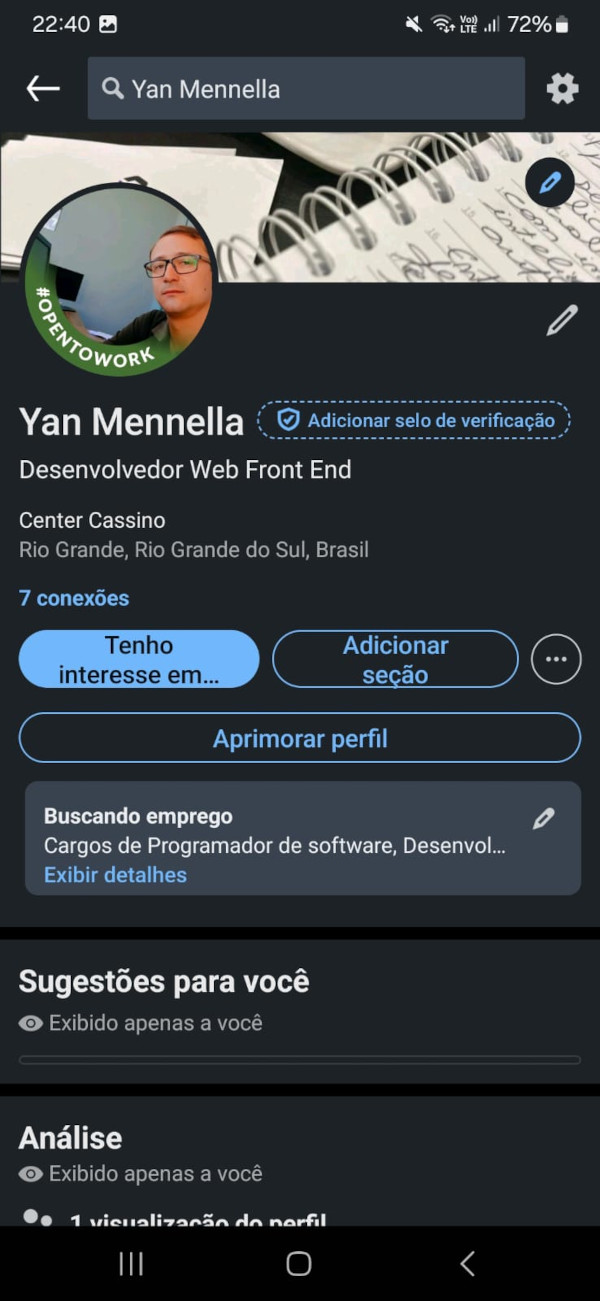 22:40
Vo))
LTE
72%
Yan Mennella
#OPENTOWORK
Yan Mennella
Adicionar selo de verificação
Desenvolvedor Web Front End
Center Cassino
Rio Grande, Rio Grande do Sul, Brasil
7 conexões
Tenho
interesse em...
Adicionar
seção
Aprimorar perfil
Buscando emprego
Cargos de Programador de software, Desenvol...
Exibir detalhes
Sugestões para você
Exibido apenas a você
Análise
Exibido apenas a você
1 visualização do perfil